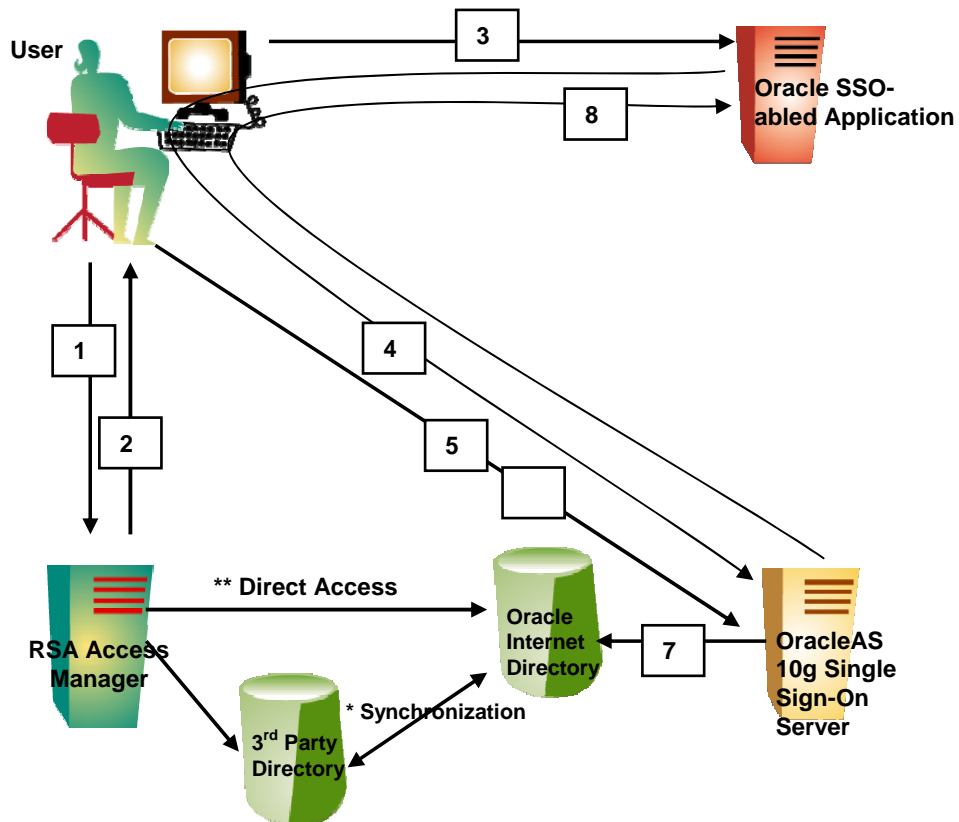 User
3
Oracle SSO-
abled Application
8
1
4
2
5
** Direct Access
Oracle
Internet
Directory
7
RSA Access
Manager
OracleAS
10g Single
Sign-On
Server
* Synchronization
3rd Party
Directory